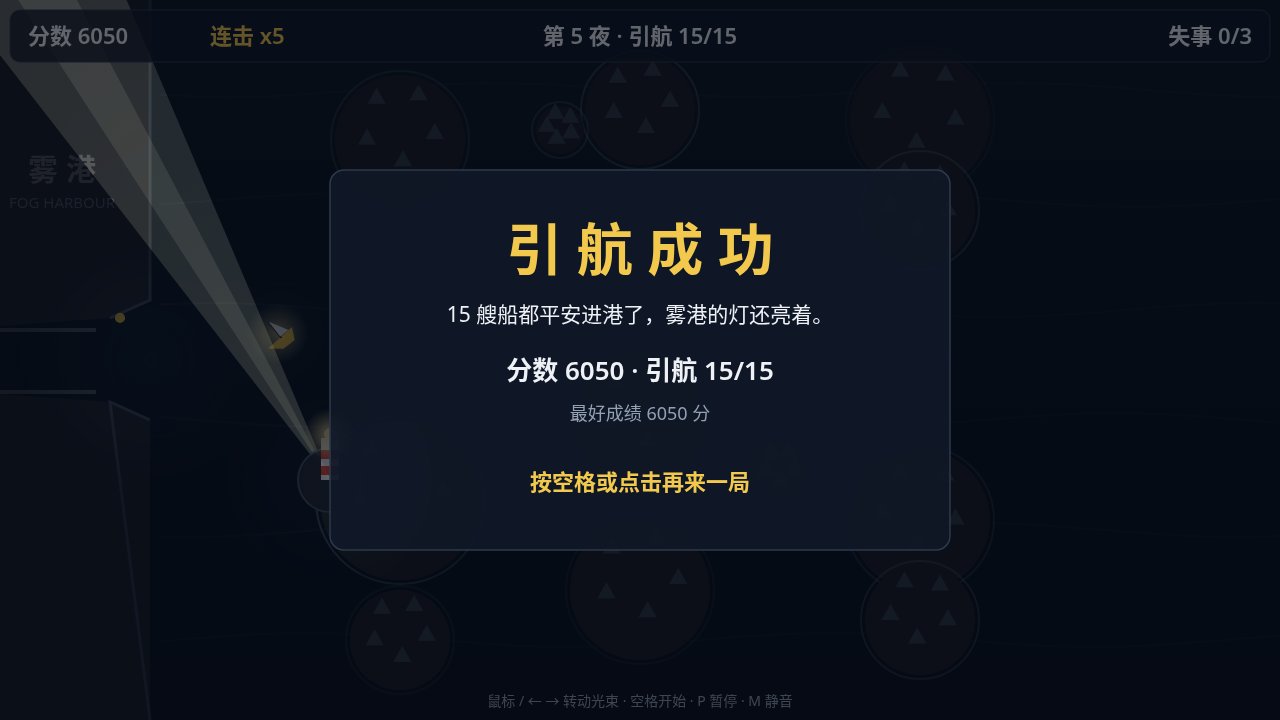 分数 6050
连击 x5
第 5 夜 · 引航 15/15
失事 0/3
雾 港
FOG HARBOUR
引 航 成 功
15 艘船都平安进港了，雾港的灯还亮着。
分数 6050 · 引航 15/15
最好成绩 6050 分
按空格或点击再来一局
鼠标 / ← → 转动光束 · 空格开始 · P 暂停 · M 静音